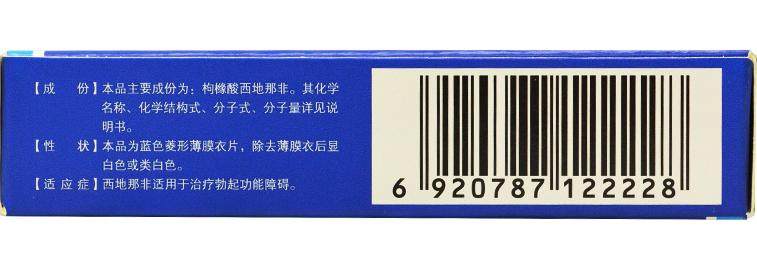 【成　份】本品主要成份为：枸橼酸西地那非。其化学
名称、化学结构式、分子式、分子量详见说
明书。
【性　状】本品为蓝色菱形薄膜衣片，除去薄膜衣后显
白色或类白色。
【适应症】西地那非适用于治疗勃起功能障碍。
6 920787 122228